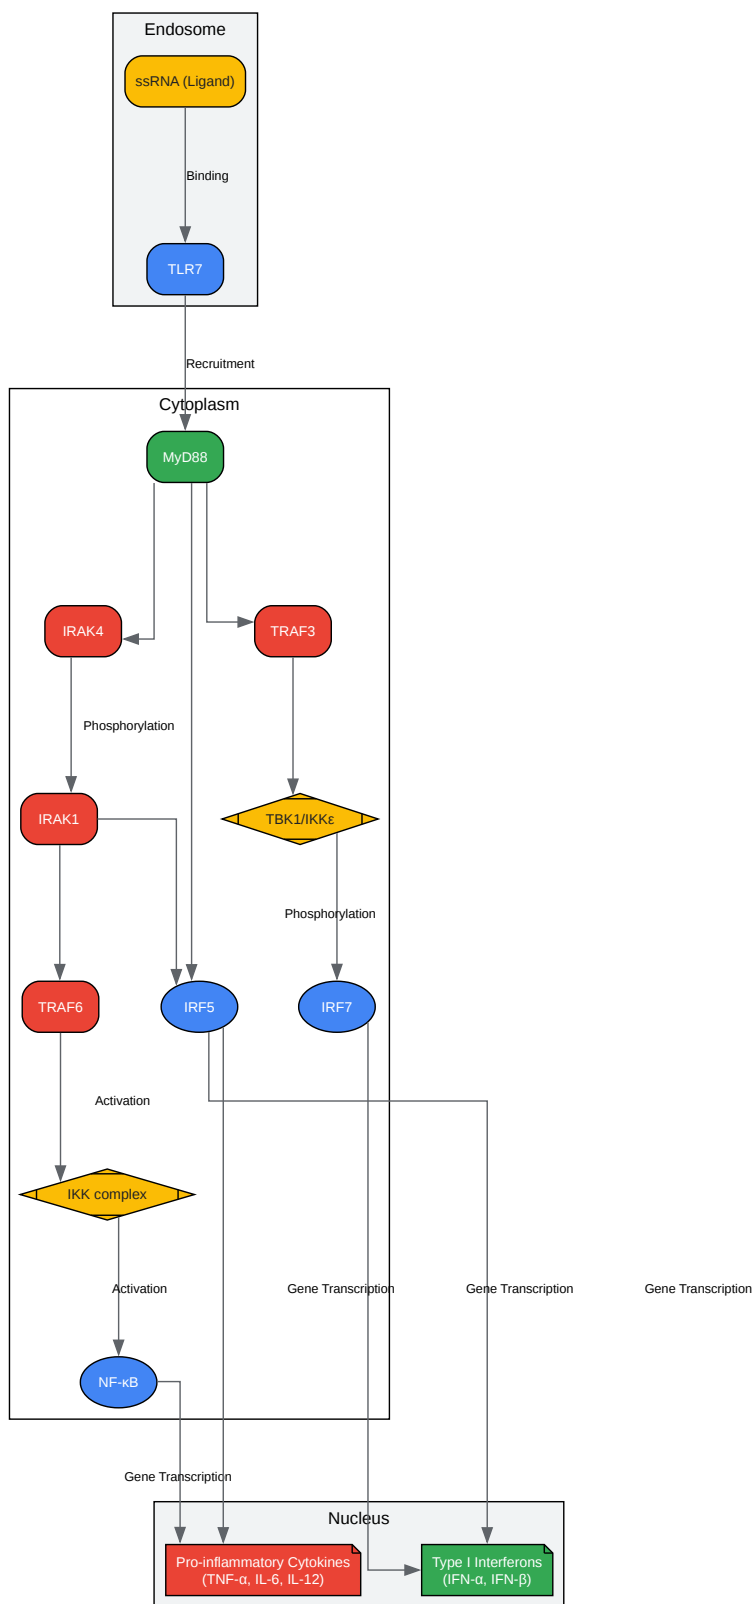 Endosome
ssRNA (Ligand)
Binding
TLR7
Recruitment
Cytoplasm
MyD88
IRAK4
TRAF3
Phosphorylation
IRAK1
TBK1/IKKε
Phosphorylation
TRAF6
IRF5
IRF7
Activation
IKK complex
Activation
Gene Transcription
Gene Transcription
Gene Transcription
NF-κB
Gene Transcription
Nucleus
Pro-inflammatory Cytokines
(TNF-α, IL-6, IL-12)
Type I Interferons
(IFN-α, IFN-β)